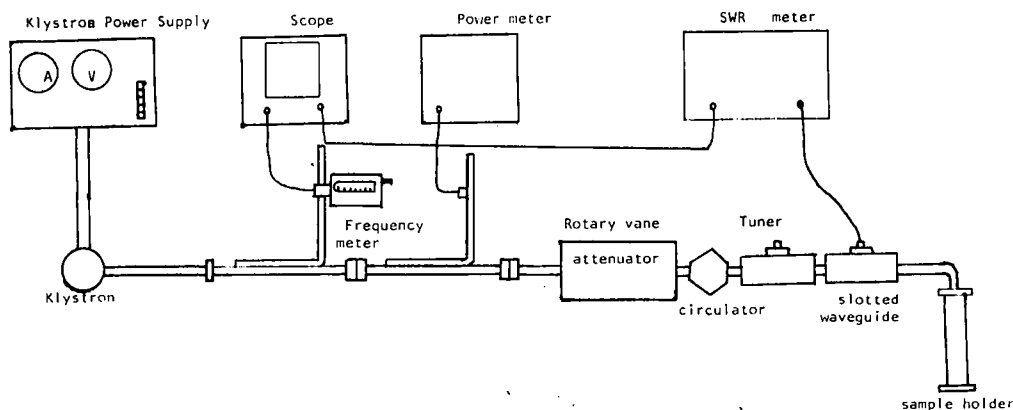 Klystron Power Supply
Scope
Power meter
SWR meter
A
V
Frequency
meter
Rotary vane
attenuator
Tuner
Klystron
circulator
slotted
waveguide
sample holder